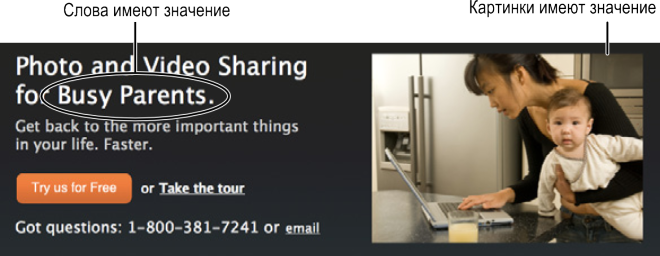 Слова имеют значение
Картинки имеют значение
Photo and Video Sharing
for Busy Parents.
Get back to the more important things
in your life. Faster.
Try us for Free or Take the tour
Got questions: 1-800-381-7241 or email